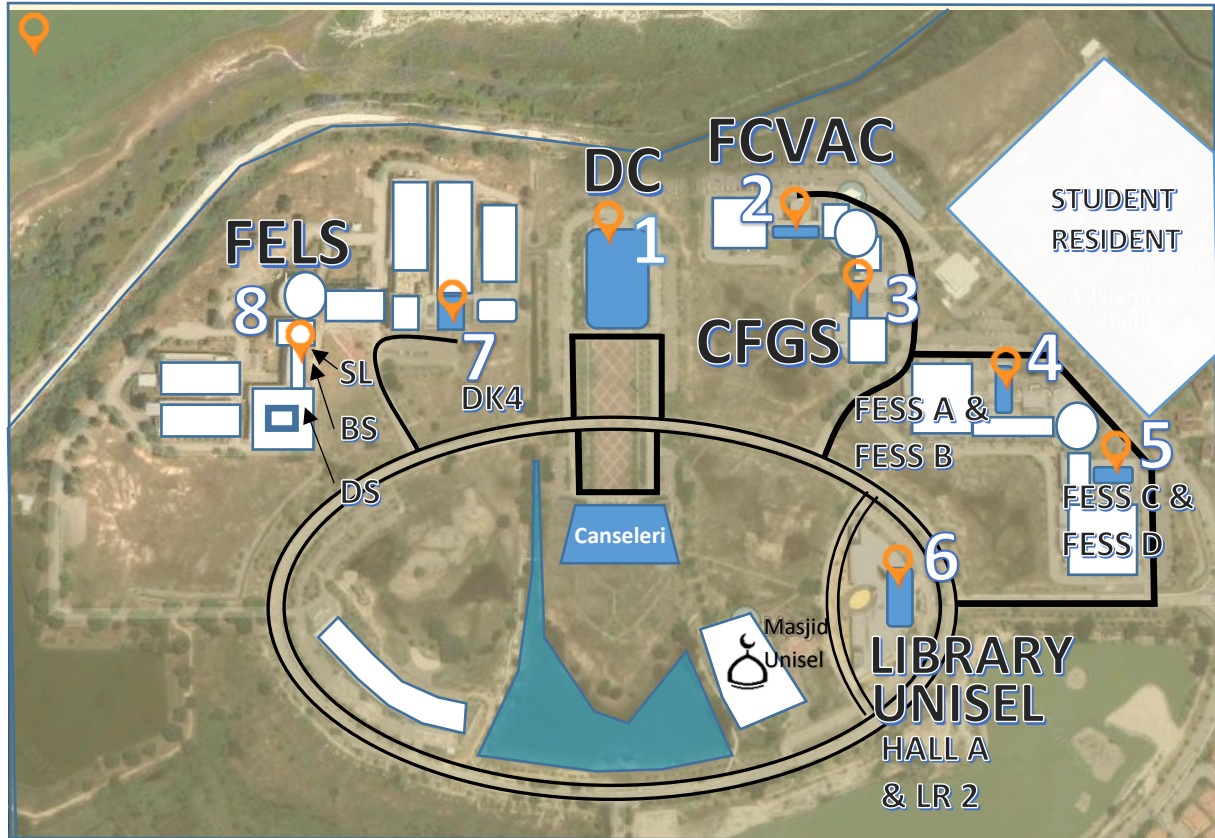 FCVAC
DC
2
1
STUDENT
RESIDENT
FELS
8
3
7
CFGS
SL
DK4
4
BS
FESS A &
FESS B
DS
5
FESS C &
FESS D
Canseleri
6
Masjid
Unisel
LIBRARY
UNISEL
HALL A
& LR 2